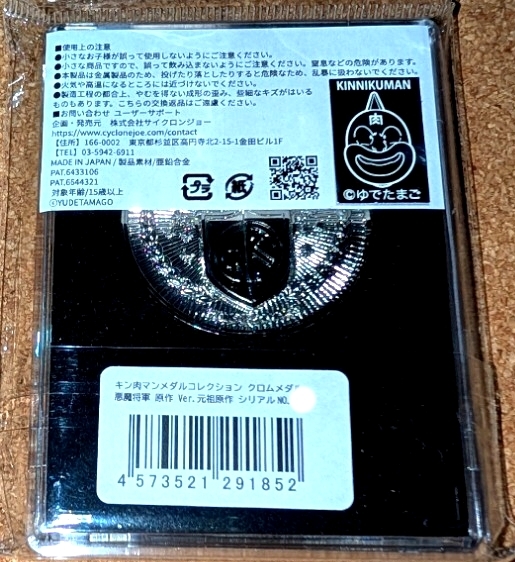 ■使用上の注意
●小さなお子様が誤って使用しないようにご注意ください。
●小さな商品ですので、誤って飲み込まないようにご注意ください。窒息などの危険があります。
●本製品は金属製品のため、投げたり落としたりすると危険なため、乱暴に扱わないでください。
●火気や高温になるところには近づけないでください。
●製造工程の都合上、やむを得ない成形の歪み、些細なキズがはいる
ものもあります。こちらの交換返品はご遠慮ください。
■お問い合わせ ユーザーサポート
企画・発売元 株式会社サイクロンジョー
https://www.cyclonejoe.com/contact
【住所】 166-0002 東京都杉並区高円寺北2-15-1金田ビル1F
【TEL】 03-5942-6911
MADE IN JAPAN / 製品素材/亜鉛合金
PAT.6433106
PAT.6544321
対象年齢/15歳以上
ⓒYUDETAMAGO
プラ
紙
KINNIKUMAN
肉
©ゆでたまご
キン肉マンメダルコレクション クロムメダ
悪魔将軍 原作 Ver.元祖原作 シリアルNO.
4 573521 291852